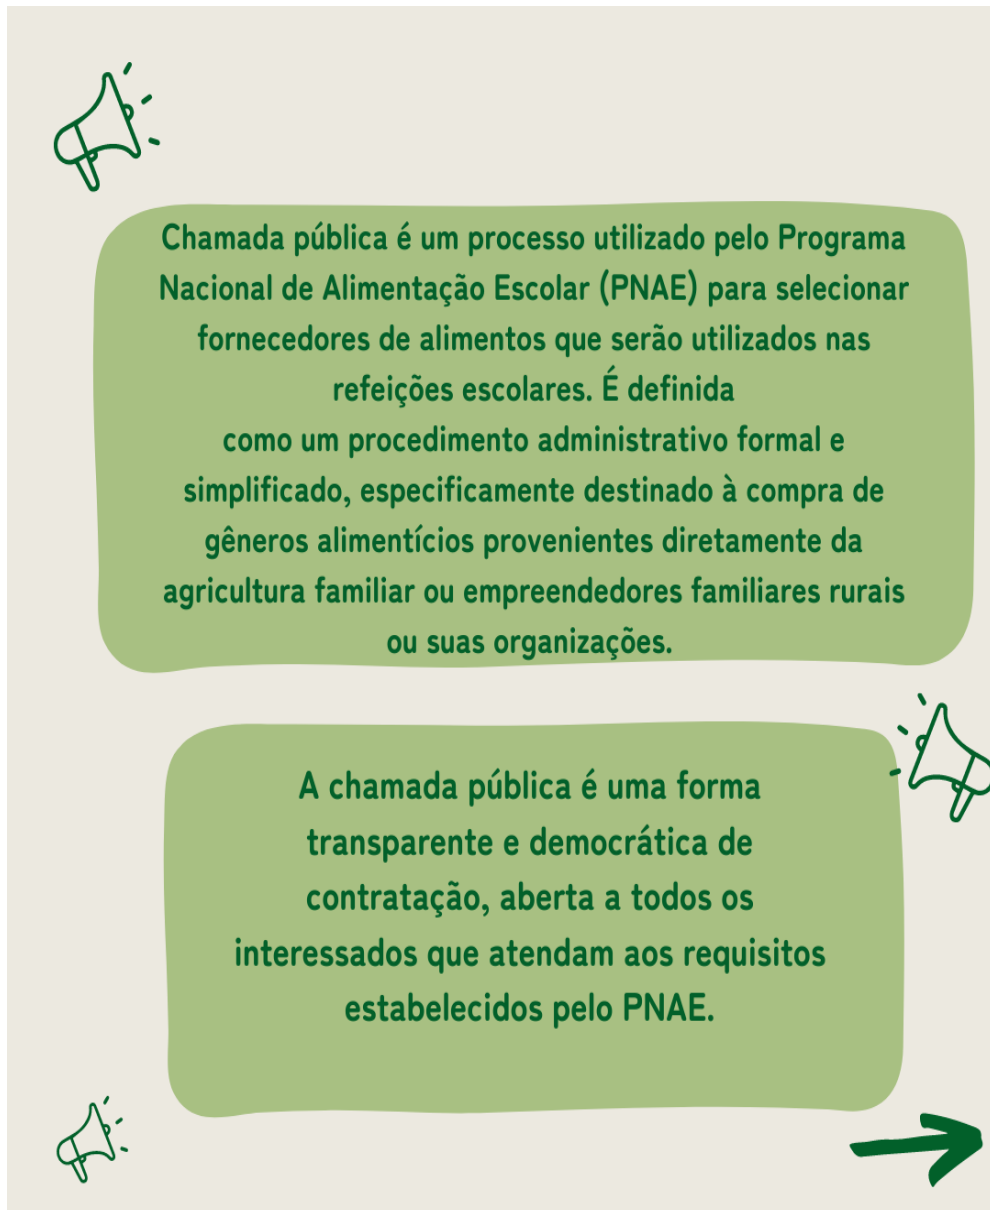 Chamada pública é um processo utilizado pelo Programa
Nacional de Alimentação Escolar (PNAE) para selecionar
fornecedores de alimentos que serão utilizados nas
refeições escolares. É definida
como um procedimento administrativo formal e
simplificado, especificamente destinado à compra de
gêneros alimentícios provenientes diretamente da
agricultura familiar ou empreendedores familiares rurais
ou suas organizações.
A chamada pública é uma forma
transparente e democrática de
contratação, aberta a todos os
interessados que atendam aos requisitos
estabelecidos pelo PNAE.